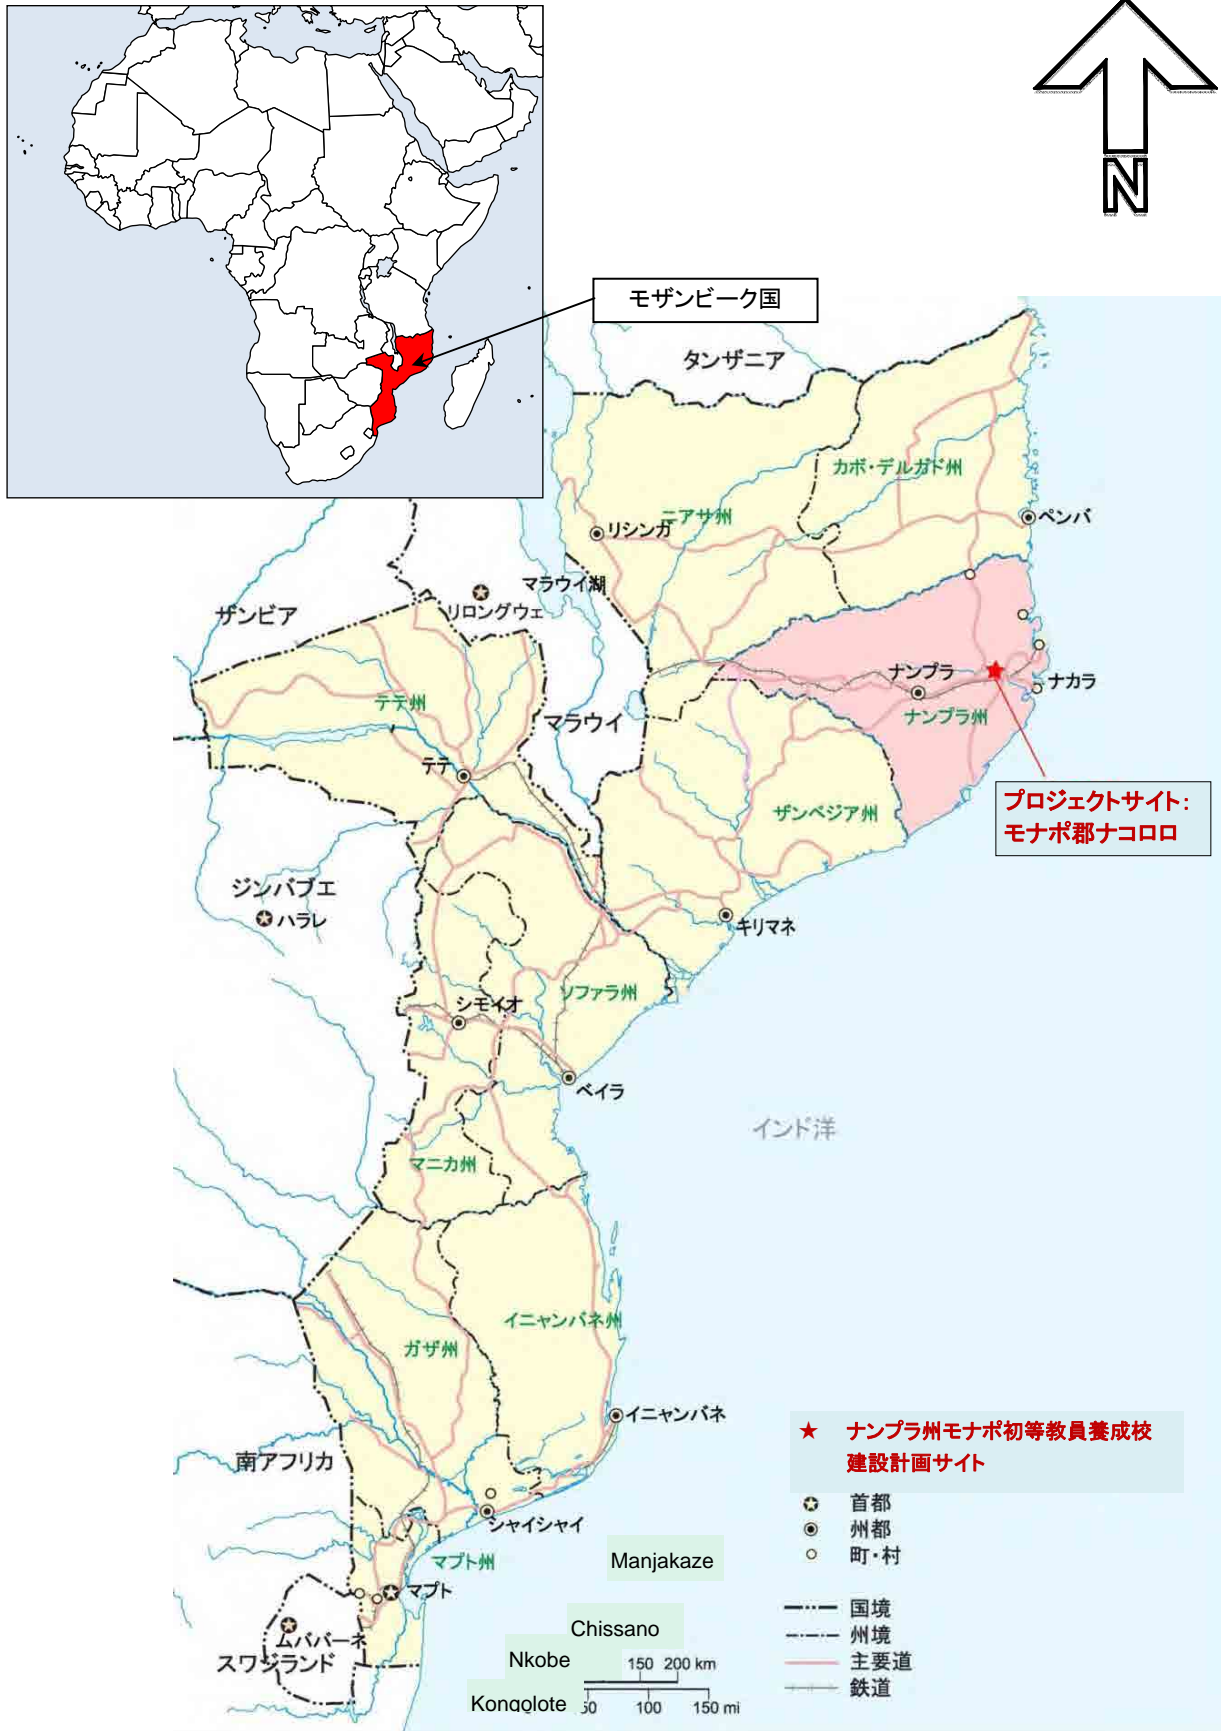 N
モザンビーク国
タンザニア
カボ・デルガド州
ニアサ州
リシンガ
ペンバ
マラウイ湖
リロングウェ
ザンビア
ナンプラ
ナカラ
ナンプラ州
テテ州
マラウイ
テテ
プロジェクトサイト:
モナポ郡ナコロロ
ザンベジア州
ジンバブエ
ハラレ
キリマネ
ソファラ州
シモイオ
ベイラ
インド洋
マニカ州
イニャンバネ州
ガザ州
イニャンバネ
南アフリカ
シャイシャイ
マプト州
マプト
ムババーネ
スワジランド
★ ナンプラ州モナポ初等教員養成校
建設計画サイト
首都
州都
町・村
国境
州境
主要道
鉄道
Manjakaze
Chissano
Nkobe
Kongolote
150 200 km
50 100 150 mi